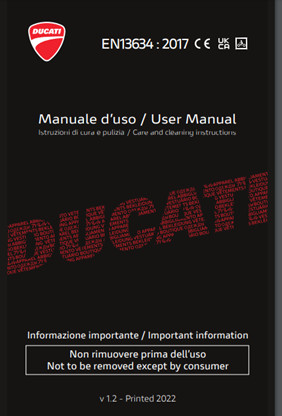 DUCATI
EN13634 : 2017 CE UK CA
Manuale d'uso / User Manual
Istruzioni di cura e pulizia / Care and cleaning instructions
DUCATI
Informazione importante / Important information
Non rimuovere prima dell'uso
Not to be removed except by consumer
v 1.2 - Printed 2022